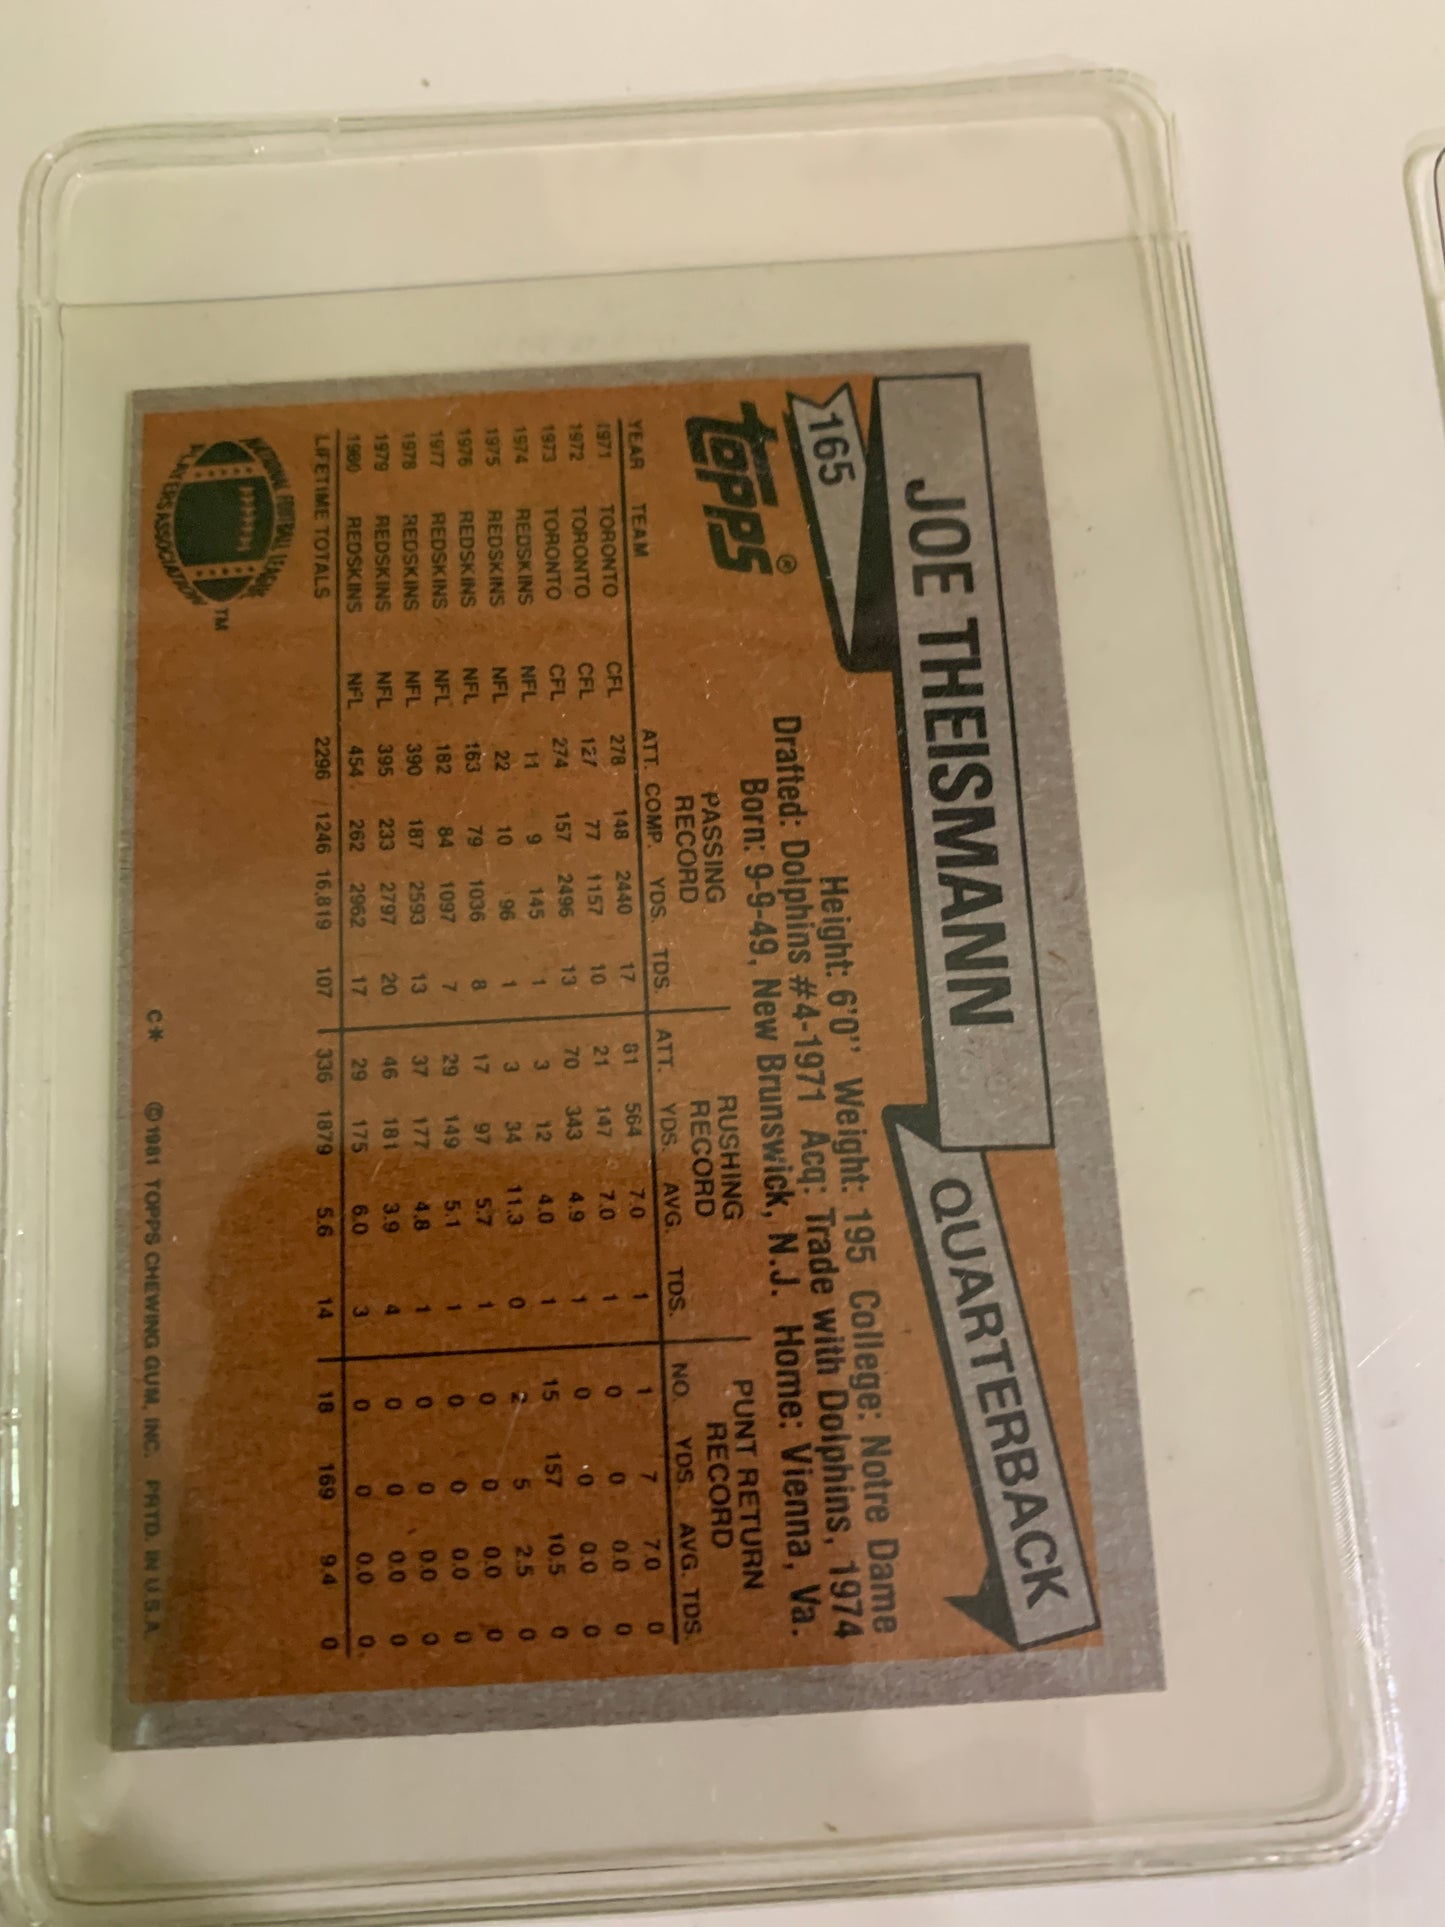 JOE THEISMANN QUARTERBACK
165
topps®
Height: 6'0" Weight: 195 College: Notre Dame
Drafted: Dolphins #4-1971 Acq: Trade with Dolphins, 1974
Born: 9-9-49, New Brunswick, N.J. Home: Vienna, Va.
PASSING RECORD RUSHING RECORD PUNT RETURN RECORD
YEAR TEAM ATT. COMP. YDS. TDS. ATT. YDS. AVG. TDS. NO. YDS. AVG. TDS.
1971 TORONTO CFL 278 148 2440 17 81 564 7.0 1 1 7 7.0 0
1972 TORONTO CFL 127 77 1157 10 21 147 7.0 1 0 0 0.0 0
1973 TORONTO CFL 274 157 2496 13 70 343 4.9 1 0 0 0.0 0
1974 REDSKINS NFL 11 9 145 1 3 12 4.0 1 15 157 10.5 0
1975 REDSKINS NFL 22 10 96 1 3 34 11.3 0 2 5 2.5 0
1976 REDSKINS NFL 163 79 1036 8 17 97 5.7 1 0 0 0.0 0
1977 REDSKINS NFL 182 84 1097 7 29 149 5.1 1 0 0 0.0 0
1978 REDSKINS NFL 390 187 2593 13 37 177 4.8 1 0 0 0.0 0
1979 REDSKINS NFL 395 233 2797 20 46 181 3.9 4 0 0 0.0 0
1980 REDSKINS NFL 454 262 2962 17 29 175 6.0 3 0 0 0.0 0
LIFETIME TOTALS 2296 1246 16,819 107 336 1879 5.6 14 18 169 9.4 0
NATIONAL FOOTBALL LEAGUE
PLAYERS ASSOCIATION
TM
C* © 1981 TOPPS CHEWING GUM, INC. PRTD. IN U.S.A.